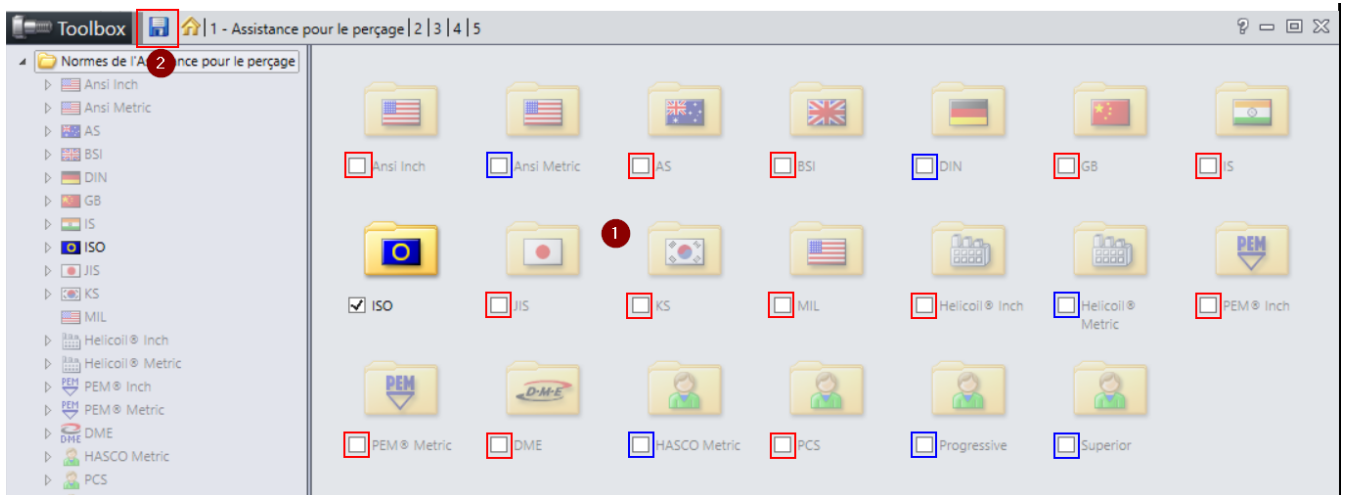 Toolbox 1 - Assistance pour le perçage | 2 | 3 | 4 | 5
2
Normes de l'A nce pour le perçage
Ansi Inch
Ansi Metric
AS
BSI
DIN
GB
IS
ISO
JIS
KS
MIL
Helicoil® Inch
Helicoil® Metric
PEM® Inch
PEM® Metric
DME
HASCO Metric
PCS
Ansi Inch
Ansi Metric
AS
BSI
DIN
GB
IS
1
PEM
ISO
JIS
KS
MIL
Helicoil® Inch
Helicoil®
Metric
PEM® Inch
PEM
D·M·E
PEM® Metric
DME
HASCO Metric
PCS
Progressive
Superior